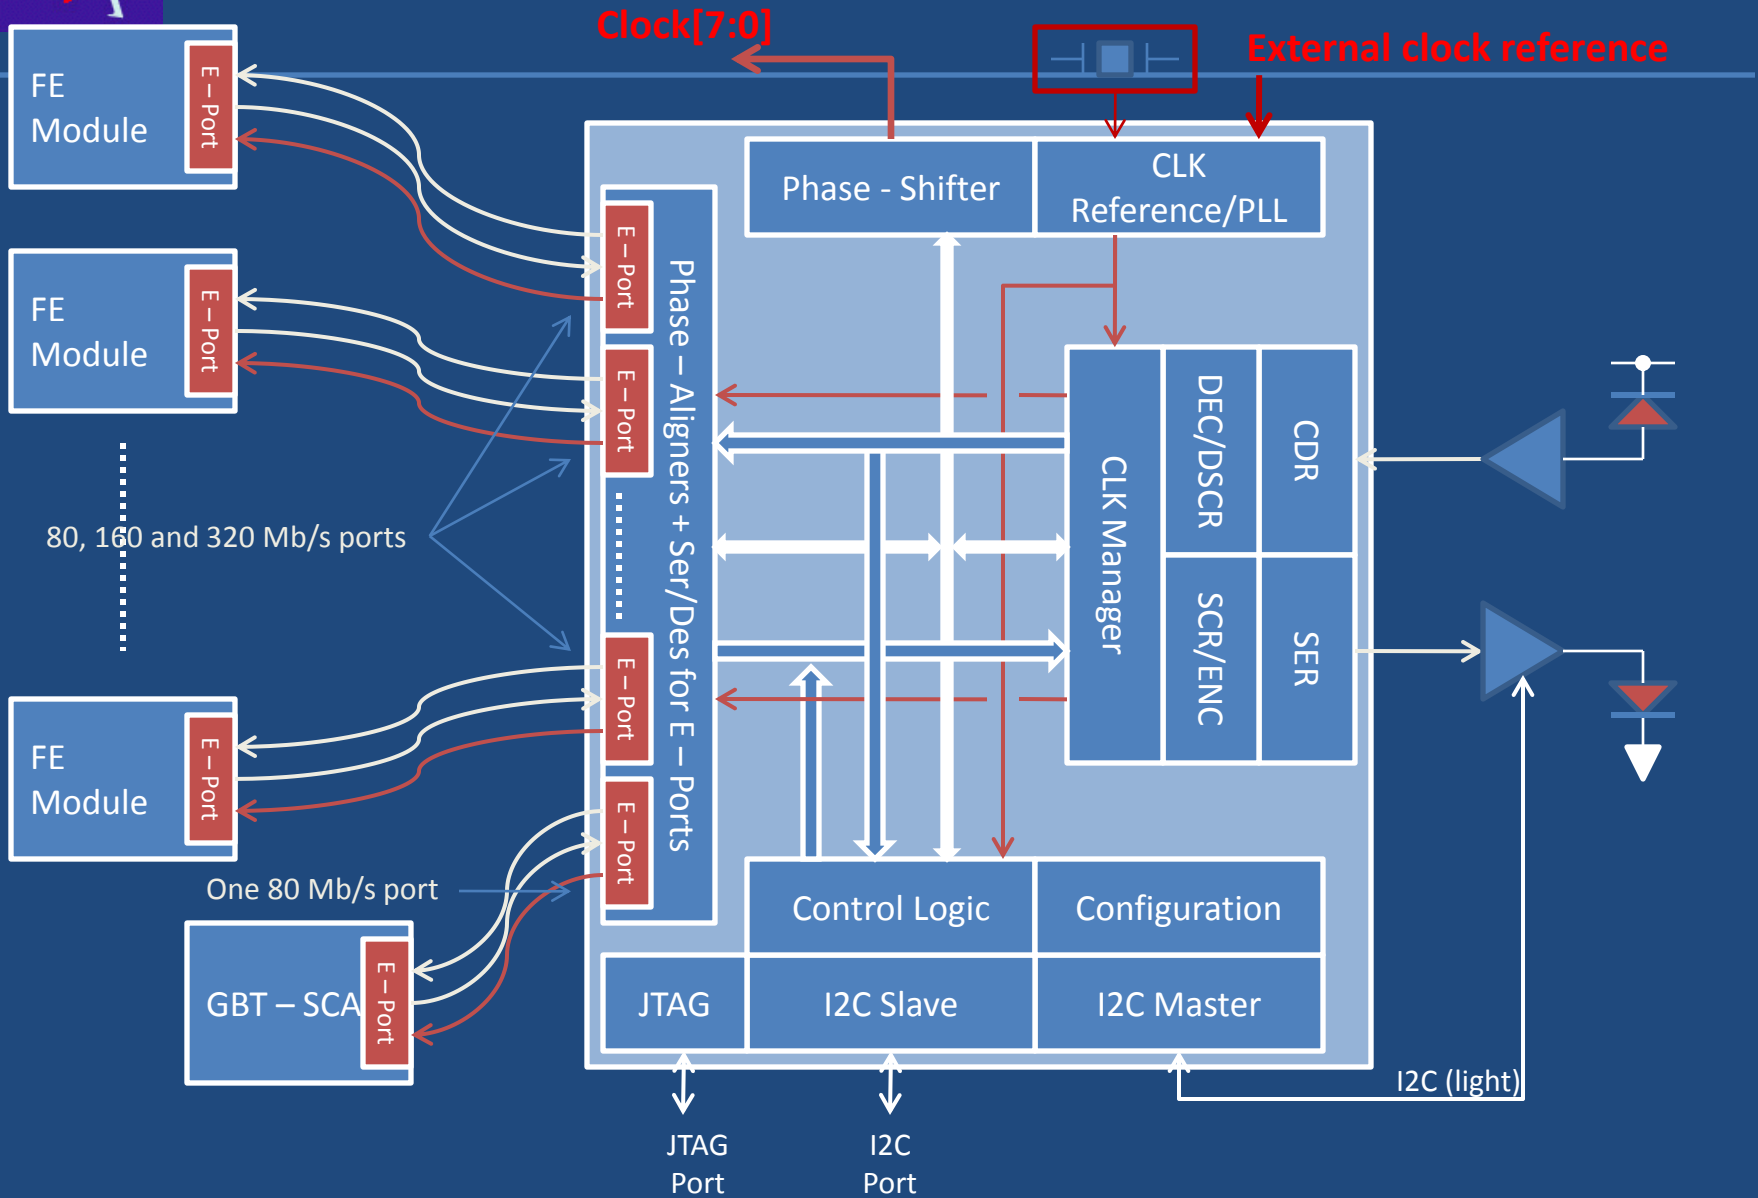 Clock[7:0]
External clock reference
FE
Module
E – Port
FE
Module
E – Port
80, 160 and 320 Mb/s ports
FE
Module
E – Port
One 80 Mb/s port
GBT – SCA
E – Port
E – Port
E – Port
E – Port
E – Port
Phase – Aligners + Ser/Des for E – Ports
Phase - Shifter
CLK
Reference/PLL
CLK Manager
DEC/DSCR
CDR
SCR/ENC
SER
Control Logic
Configuration
JTAG
I2C Slave
I2C Master
I2C (light)
JTAG
Port
I2C
Port